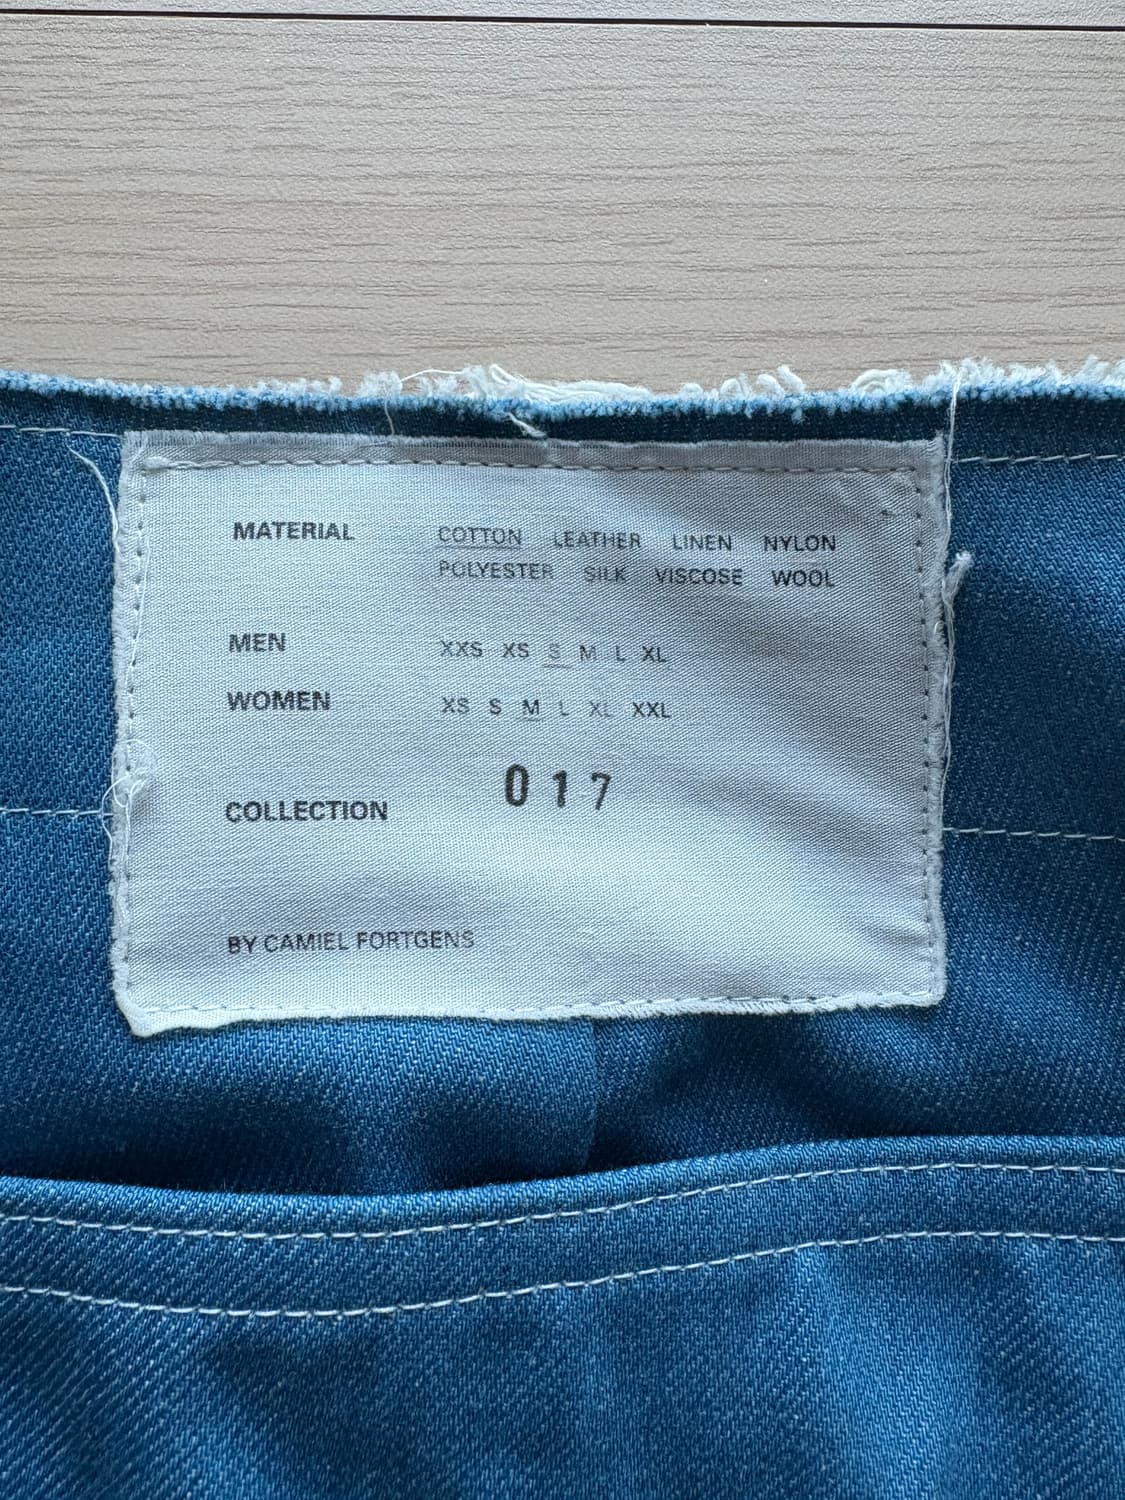 MATERIAL COTTON LEATHER LINEN NYLON
POLYESTER SILK VISCOSE WOOL
MEN XXS XS S M L XL
WOMEN XS S M L XL XXL
COLLECTION 017
BY CAMIEL FORTGENS